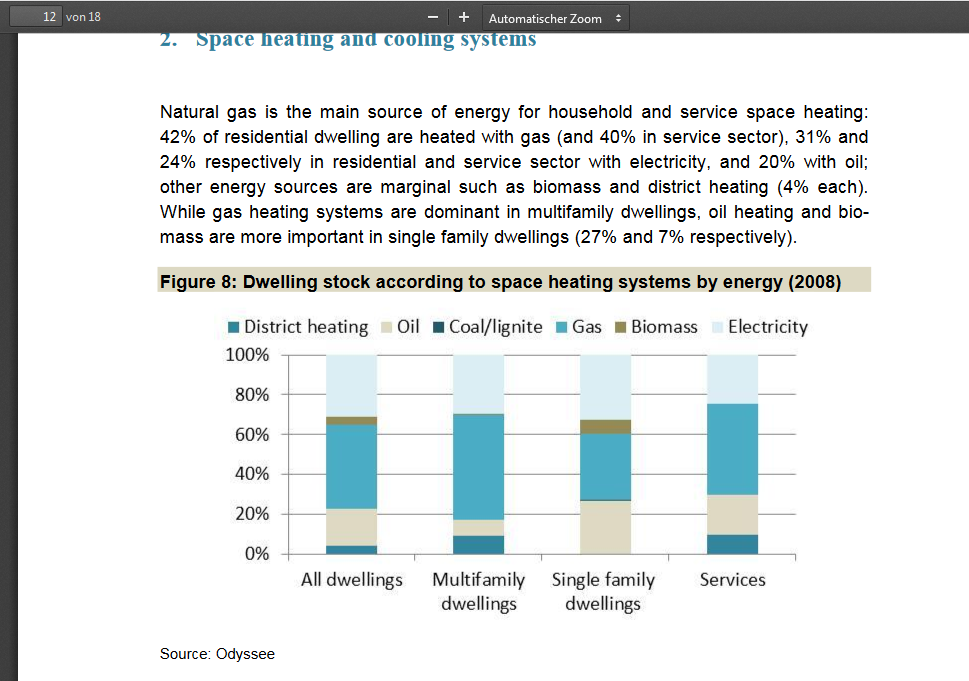 12 von 18
Automatischer Zoom
2. Space heating and cooling systems
Natural gas is the main source of energy for household and service space heating:
42% of residential dwelling are heated with gas (and 40% in service sector), 31% and
24% respectively in residential and service sector with electricity, and 20% with oil;
other energy sources are marginal such as biomass and district heating (4% each).
While gas heating systems are dominant in multifamily dwellings, oil heating and bio-
mass are more important in single family dwellings (27% and 7% respectively).
Figure 8: Dwelling stock according to space heating systems by energy (2008)
District heating Oil Coal/lignite Gas Biomass Electricity
100%
80%
60%
40%
20%
0%
All dwellings
Multifamily
dwellings
Single family
dwellings
Services
Source: Odyssee